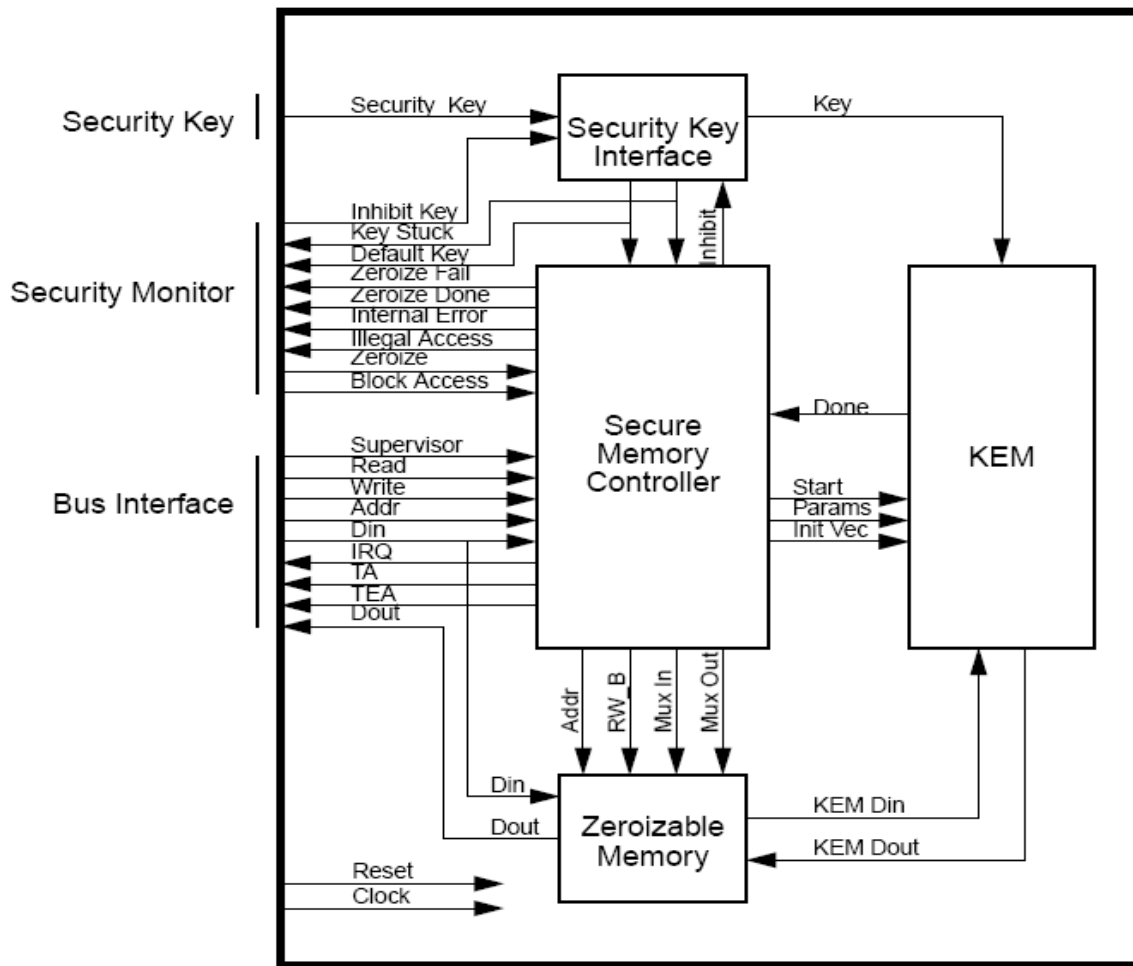 Security Key
Security Key
Security Key
Interface
Key
Security Monitor
Inhibit Key
Key Stuck
Default Key
Zeroize Fail
Zeroize Done
Internal Error
Illegal Access
Zeroize
Block Access
Inhibit
Secure
Memory
Controller
Done
KEM
Start
Params
Init Vec
Bus Interface
Supervisor
Read
Write
Addr
Din
IRQ
TA
TEA
Dout
Addr
RW_B
Mux In
Mux Out
Din
Dout
Zeroizable
Memory
KEM Din
KEM Dout
Reset
Clock